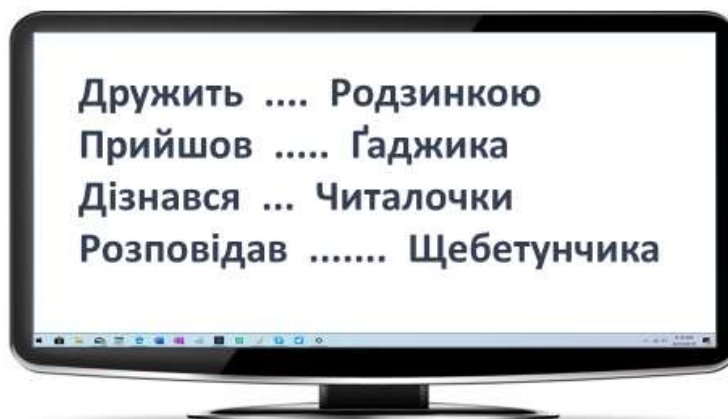 Дружить .... Родзинкою
Прийшов ..... Ґаджика
Дізнався ... Читалочки
Розповідав ....... Щебетунчика